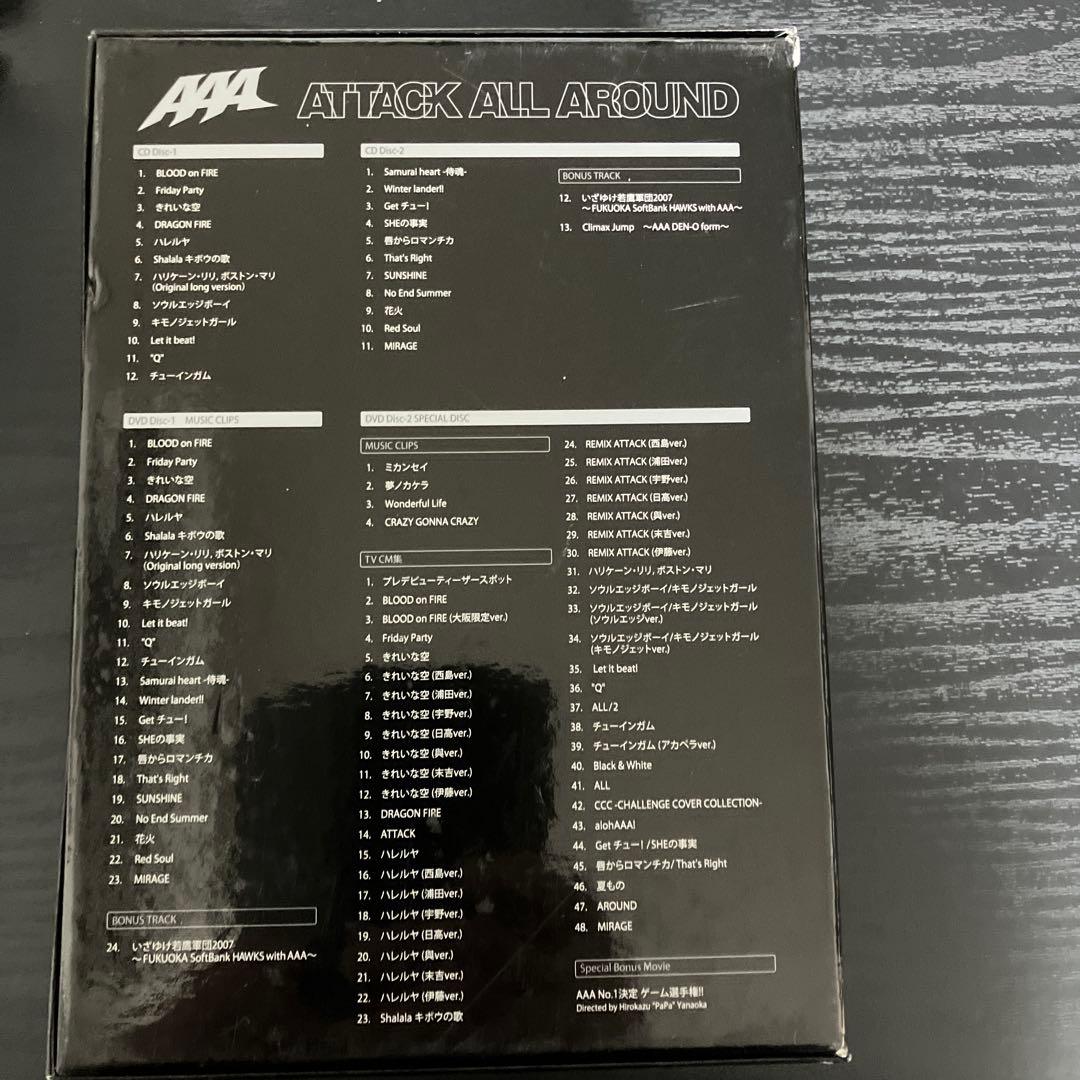 AAA ATTACK ALL AROUND
CD Disc-1
1. BLOOD on FIRE
2. Friday Party
3. きれいな空
4. DRAGON FIRE
5. ハレルヤ
6. Shalala キボウの歌
7. ハリケーン・リリ, ボストン・マリ
(Original long version)
8. ソウルエッジボーイ
9. キモノジェットガール
10. Let it beat!
11. "Q"
12. チューインガム
CD Disc-2
1. Samurai heart -侍魂-
2. Winter lander!!
3. Get チュー!
4. SHEの事実
5. 唇からロマンチカ
6. That's Right
7. SUNSHINE
8. No End Summer
9. 花火
10. Red Soul
11. MIRAGE
BONUS TRACK
12. いざゆけ若鷹軍団2007
～FUKUOKA SoftBank HAWKS with AAA～
13. Climax Jump ～AAA DEN-O form～
DVD Disc-1 MUSIC CLIPS
1. BLOOD on FIRE
2. Friday Party
3. きれいな空
4. DRAGON FIRE
5. ハレルヤ
6. Shalala キボウの歌
7. ハリケーン・リリ, ボストン・マリ
(Original long version)
8. ソウルエッジボーイ
9. キモノジェットガール
10. Let it beat!
11. "Q"
12. チューインガム
13. Samurai heart -侍魂-
14. Winter lander!!
15. Get チュー!
16. SHEの事実
17. 唇からロマンチカ
18. That's Right
19. SUNSHINE
20. No End Summer
21. 花火
22. Red Soul
23. MIRAGE
BONUS TRACK
24. いざゆけ若鷹軍団2007
～FUKUOKA SoftBank HAWKS with AAA～
DVD Disc-2 SPECIAL DISC
MUSIC CLIPS
1. ミカンセイ
2. 夢ノカケラ
3. Wonderful Life
4. CRAZY GONNA CRAZY
TV CM集
1. プレデビューティーザースポット
2. BLOOD on FIRE
3. BLOOD on FIRE (大阪限定ver.)
4. Friday Party
5. きれいな空
6. きれいな空 (西島ver.)
7. きれいな空 (浦田ver.)
8. きれいな空 (宇野ver.)
9. きれいな空 (日高ver.)
10. きれいな空 (與ver.)
11. きれいな空 (末吉ver.)
12. きれいな空 (伊藤ver.)
13. DRAGON FIRE
14. ATTACK
15. ハレルヤ
16. ハレルヤ (西島ver.)
17. ハレルヤ (浦田ver.)
18. ハレルヤ (宇野ver.)
19. ハレルヤ (日高ver.)
20. ハレルヤ (與ver.)
21. ハレルヤ (末吉ver.)
22. ハレルヤ (伊藤ver.)
23. Shalala キボウの歌
24. REMIX ATTACK (西島ver.)
25. REMIX ATTACK (浦田ver.)
26. REMIX ATTACK (宇野ver.)
27. REMIX ATTACK (日高ver.)
28. REMIX ATTACK (與ver.)
29. REMIX ATTACK (末吉ver.)
30. REMIX ATTACK (伊藤ver.)
31. ハリケーン・リリ, ボストン・マリ
32. ソウルエッジボーイ/キモノジェットガール
33. ソウルエッジボーイ/キモノジェットガール
(ソウルエッジver.)
34. ソウルエッジボーイ/キモノジェットガール
(キモノジェットver.)
35. Let it beat!
36. "Q"
37. ALL/2
38. チューインガム
39. チューインガム (アカペラver.)
40. Black & White
41. ALL
42. CCC -CHALLENGE COVER COLLECTION-
43. alohAAA!
44. Get チュー! /SHEの事実
45. 唇からロマンチカ/ That's Right
46. 夏もの
47. AROUND
48. MIRAGE
Special Bonus Movie
AAA No.1決定 ゲーム選手権!!
Directed by Hirokazu "PaPa" Yanaoka